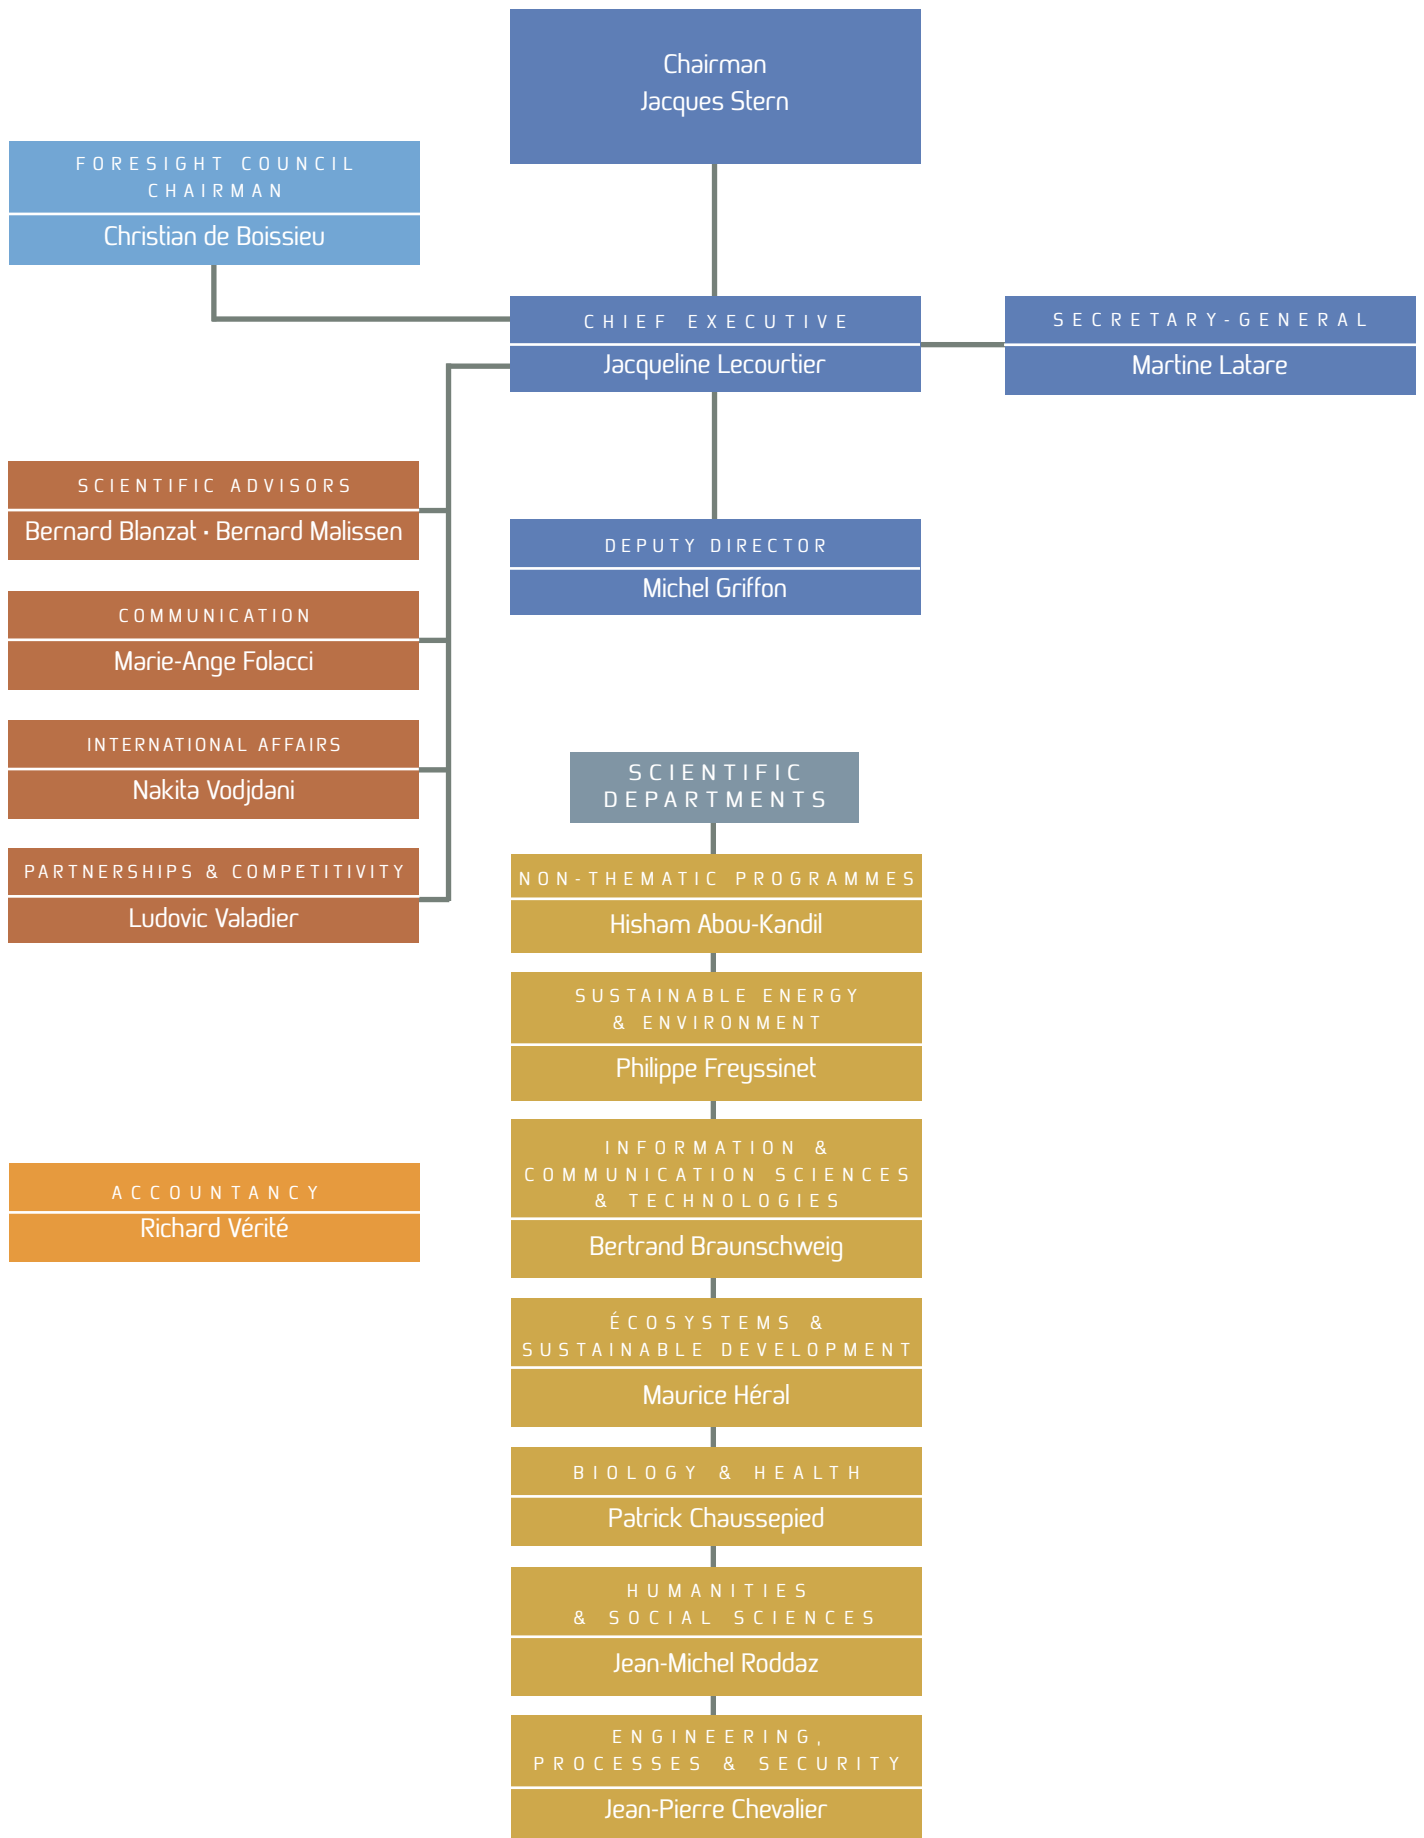 Chairman
Jacques Stern
FORESIGHT COUNCIL
CHAIRMAN
Christian de Boissieu
CHIEF EXECUTIVE
Jacqueline Lecourtier
SECRETARY-GENERAL
Martine Latare
SCIENTIFIC ADVISORS
Bernard Blanzat • Bernard Malissen
DEPUTY DIRECTOR
Michel Griffon
COMMUNICATION
Marie-Ange Folacci
INTERNATIONAL AFFAIRS
Nakita Vodjdani
PARTNERSHIPS & COMPETITIVITY
Ludovic Valadier
SCIENTIFIC
DEPARTMENTS
NON-THEMATIC PROGRAMMES
Hisham Abou-Kandil
SUSTAINABLE ENERGY
& ENVIRONMENT
Philippe Freyssinet
ACCOUNTANCY
Richard Vérité
INFORMATION &
COMMUNICATION SCIENCES
& TECHNOLOGIES
Bertrand Braunschweig
ÉCOSYSTEMS &
SUSTAINABLE DEVELOPMENT
Maurice Héral
BIOLOGY & HEALTH
Patrick Chaussepied
HUMANITIES
& SOCIAL SCIENCES
Jean-Michel Roddaz
ENGINEERING,
PROCESSES & SECURITY
Jean-Pierre Chevalier